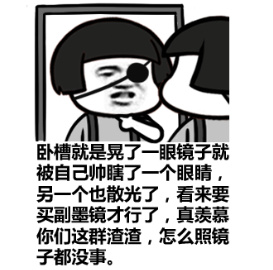 卧槽就是晃了一眼镜子就
被自己帅瞎了一个眼睛，
另一个也散光了，看来要
买副墨镜才行了，真羡慕
你们这群渣渣，怎么照镜
子都没事。